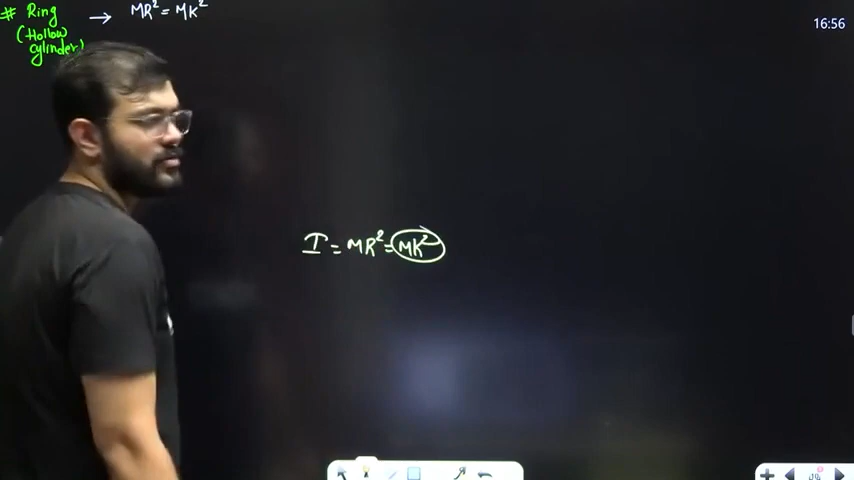 # Ring → MR² = MK²
(Hollow
cylinder)
16:56
I = MR² = MK²